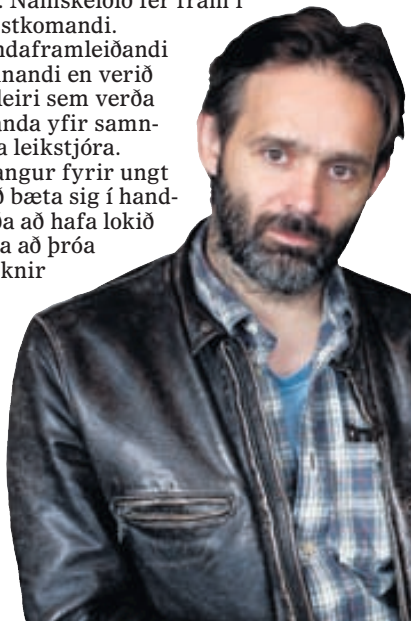 . Námskeiðið fer fram í
stkomandi.
ndaframleiðandi
nandi en verið
leiri sem verða
anda yfir samn-
a leikstjóra.
angur fyrir ungt
ð bæta sig í hand-
ða að hafa lokið
a að þróa
knir